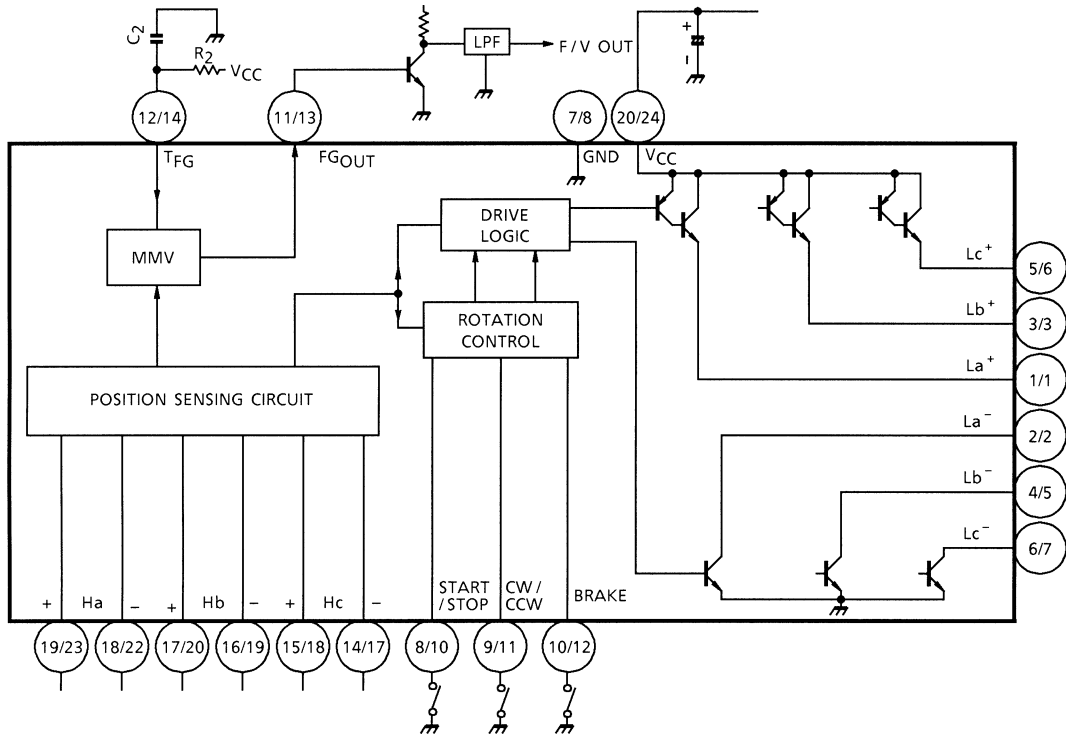 C2
R2
VCC
LPF
F/V OUT
+
-
12/14
11/13
7/8
20/24
TFG
FGOUT
GND
VCC
MMV
DRIVE
LOGIC
ROTATION
CONTROL
POSITION SENSING CIRCUIT
Lc+
5/6
Lb+
3/3
La+
1/1
La-
2/2
Lb-
4/5
Lc-
6/7
+ Ha -
+ Hb -
+ Hc -
START
/STOP
CW/
CCW
BRAKE
19/23
18/22
17/20
16/19
15/18
14/17
8/10
9/11
10/12